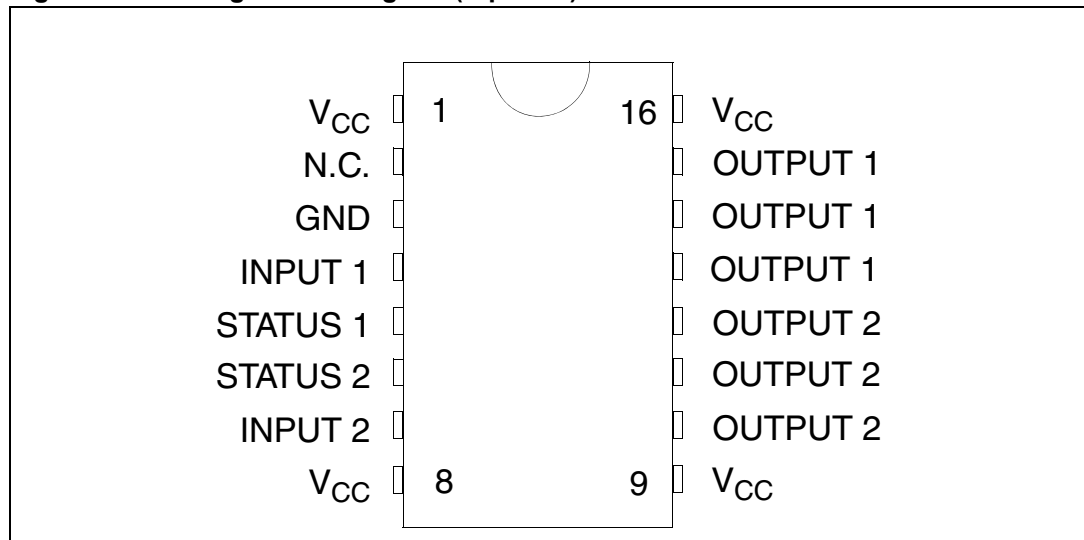 V_CC 1 16 V_CC
N.C. OUTPUT 1
GND OUTPUT 1
INPUT 1 OUTPUT 1
STATUS 1 OUTPUT 2
STATUS 2 OUTPUT 2
INPUT 2 OUTPUT 2
V_CC 8 9 V_CC